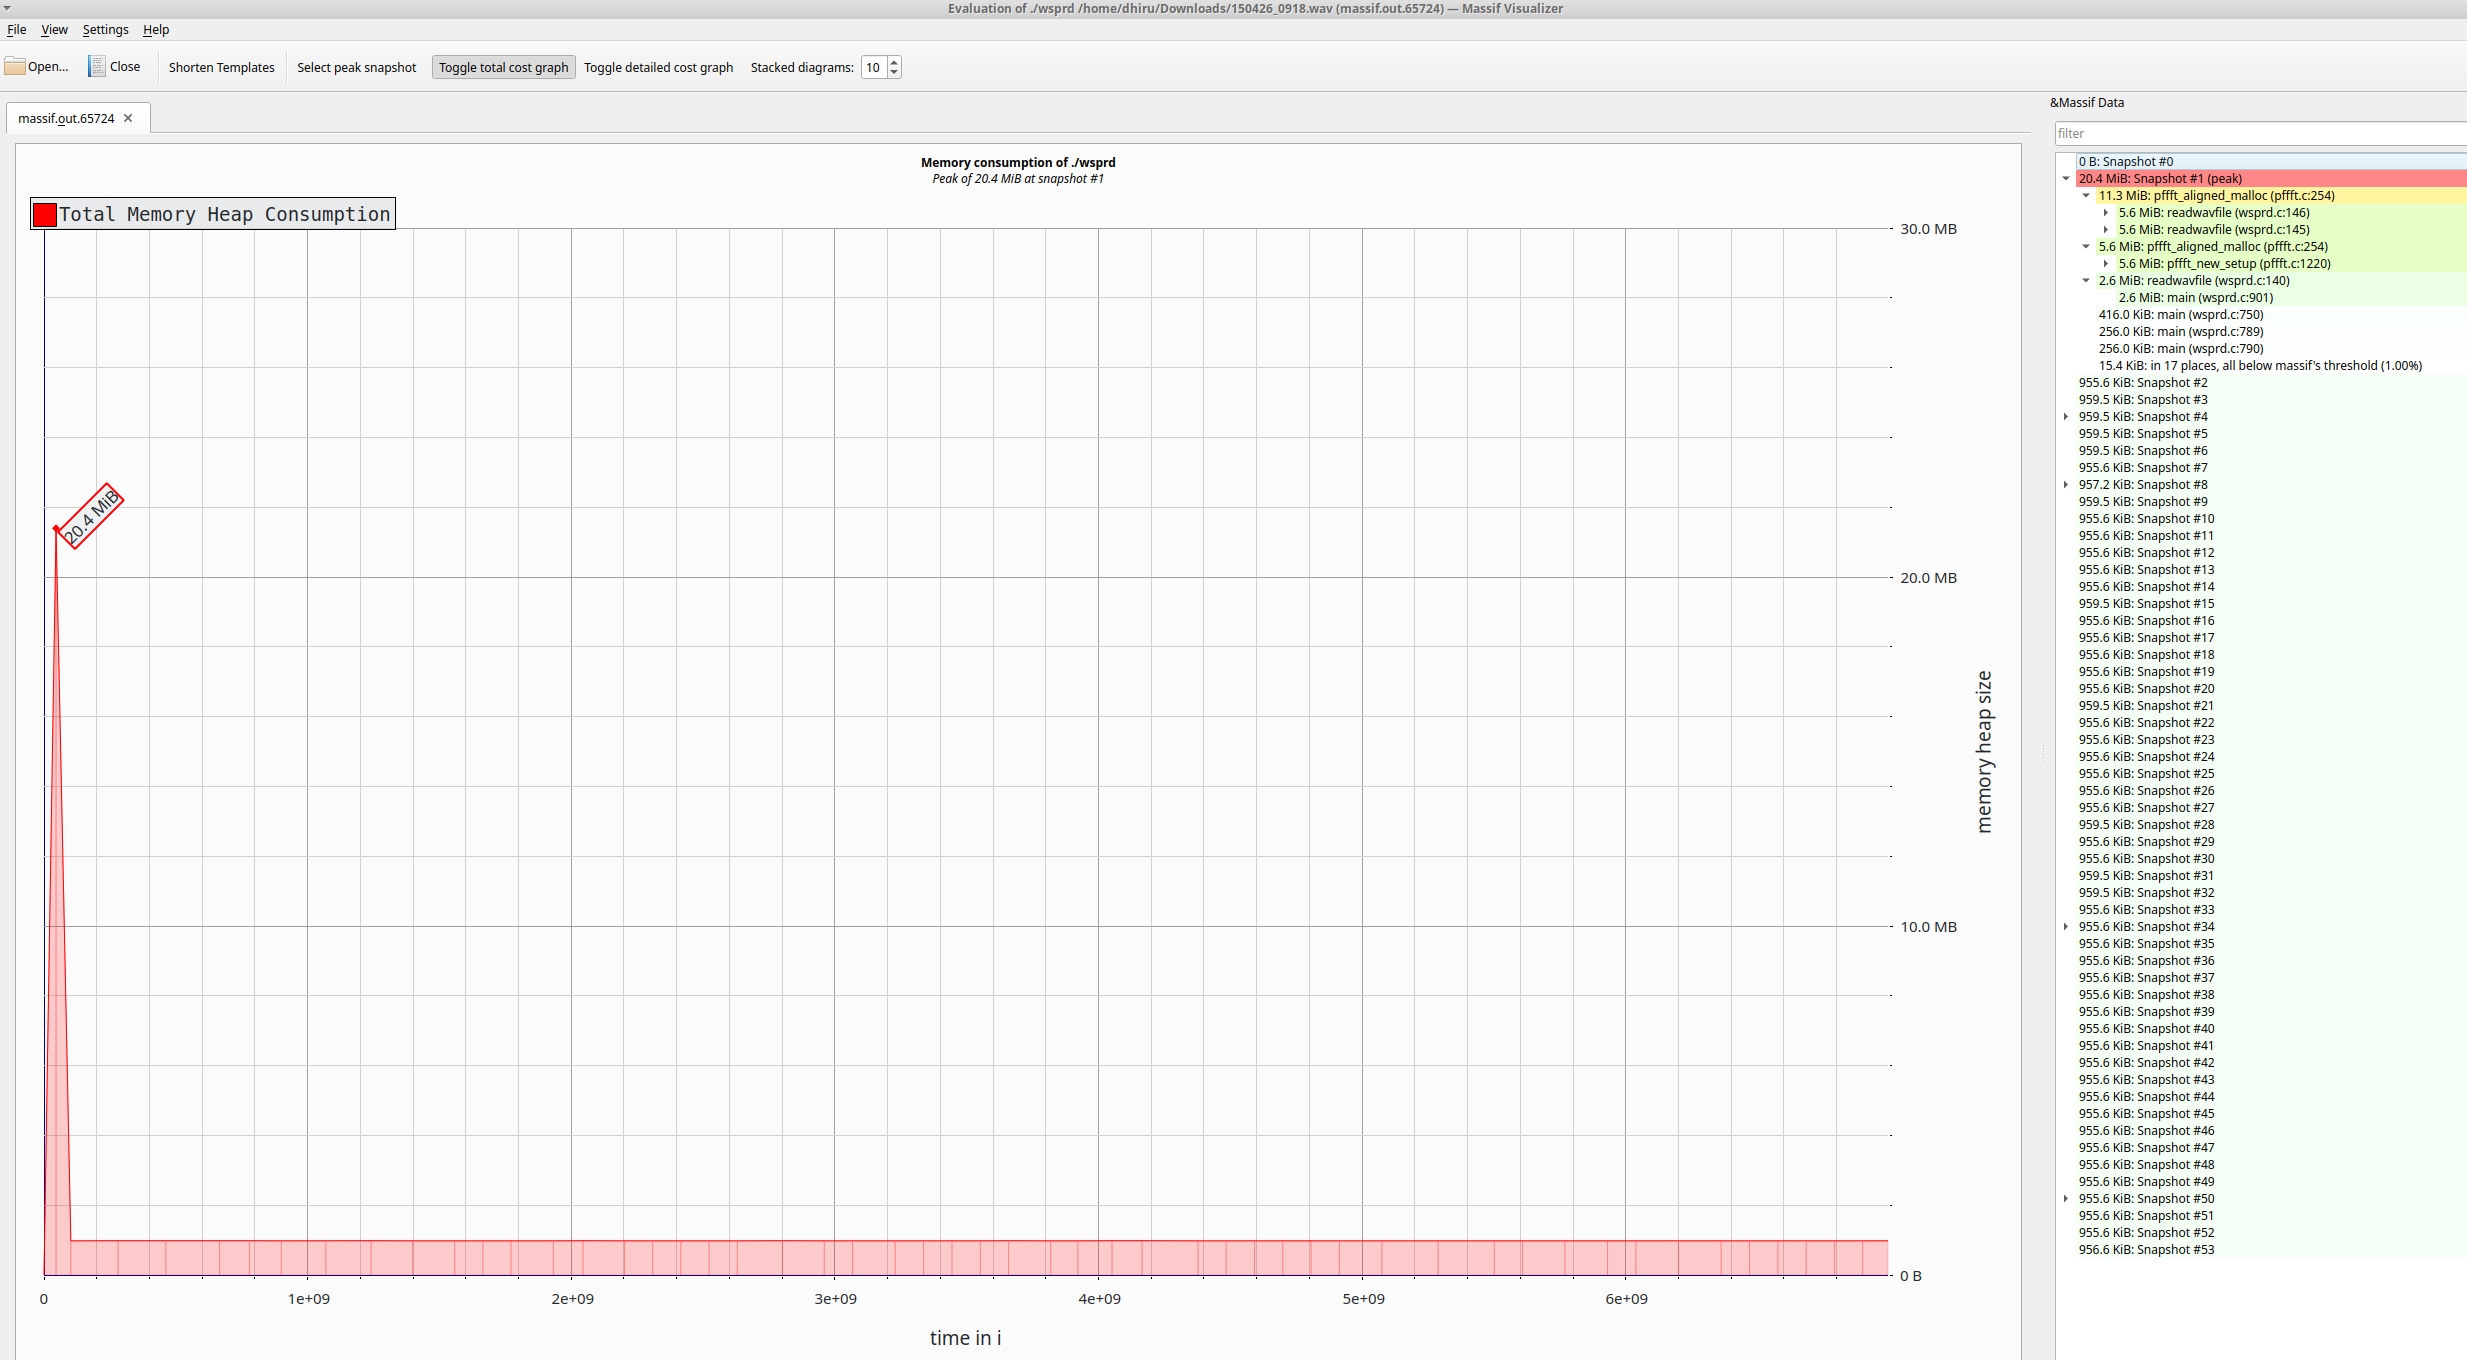 Evaluation of ./wsprd /home/dhiru/Downloads/150426_0918.wav (massif.out.65724) — Massif Visualizer
File View Settings Help
Open... Close Shorten Templates Select peak snapshot Toggle total cost graph Toggle detailed cost graph Stacked diagrams: 10
massif.out.65724
Memory consumption of ./wsprd
Peak of 20.4 MiB at snapshot #1
Total Memory Heap Consumption
30.0 MB
20.4 MiB
20.0 MB
memory heap size
10.0 MB
0 B
0 1e+09 2e+09 3e+09 4e+09 5e+09 6e+09
time in i
&Massif Data
filter
0 B: Snapshot #0
20.4 MiB: Snapshot #1 (peak)
11.3 MiB: pffft_aligned_malloc (pffft.c:254)
5.6 MiB: readwavfile (wsprd.c:146)
5.6 MiB: readwavfile (wsprd.c:145)
5.6 MiB: pffft_aligned_malloc (pffft.c:254)
5.6 MiB: pffft_new_setup (pffft.c:1220)
2.6 MiB: readwavfile (wsprd.c:140)
2.6 MiB: main (wsprd.c:901)
416.0 KiB: main (wsprd.c:750)
256.0 KiB: main (wsprd.c:789)
256.0 KiB: main (wsprd.c:790)
15.4 KiB: in 17 places, all below massif's threshold (1.00%)
955.6 KiB: Snapshot #2
959.5 KiB: Snapshot #3
959.5 KiB: Snapshot #4
959.5 KiB: Snapshot #5
959.5 KiB: Snapshot #6
955.6 KiB: Snapshot #7
957.2 KiB: Snapshot #8
959.5 KiB: Snapshot #9
955.6 KiB: Snapshot #10
955.6 KiB: Snapshot #11
955.6 KiB: Snapshot #12
955.6 KiB: Snapshot #13
955.6 KiB: Snapshot #14
959.5 KiB: Snapshot #15
955.6 KiB: Snapshot #16
955.6 KiB: Snapshot #17
955.6 KiB: Snapshot #18
955.6 KiB: Snapshot #19
955.6 KiB: Snapshot #20
959.5 KiB: Snapshot #21
955.6 KiB: Snapshot #22
955.6 KiB: Snapshot #23
955.6 KiB: Snapshot #24
955.6 KiB: Snapshot #25
955.6 KiB: Snapshot #26
955.6 KiB: Snapshot #27
959.5 KiB: Snapshot #28
955.6 KiB: Snapshot #29
955.6 KiB: Snapshot #30
959.5 KiB: Snapshot #31
959.5 KiB: Snapshot #32
955.6 KiB: Snapshot #33
955.6 KiB: Snapshot #34
955.6 KiB: Snapshot #35
955.6 KiB: Snapshot #36
955.6 KiB: Snapshot #37
955.6 KiB: Snapshot #38
955.6 KiB: Snapshot #39
955.6 KiB: Snapshot #40
955.6 KiB: Snapshot #41
955.6 KiB: Snapshot #42
955.6 KiB: Snapshot #43
955.6 KiB: Snapshot #44
955.6 KiB: Snapshot #45
955.6 KiB: Snapshot #46
955.6 KiB: Snapshot #47
955.6 KiB: Snapshot #48
955.6 KiB: Snapshot #49
955.6 KiB: Snapshot #50
955.6 KiB: Snapshot #51
955.6 KiB: Snapshot #52
956.6 KiB: Snapshot #53